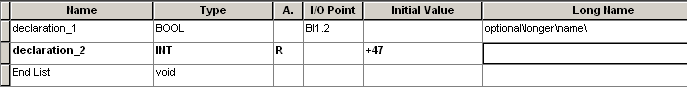 Name Type A. I/O Point Initial Value Long Name
declaration_1 BOOL BI1.2 optional\longer\name\
declaration_2 INT R +47
End List void